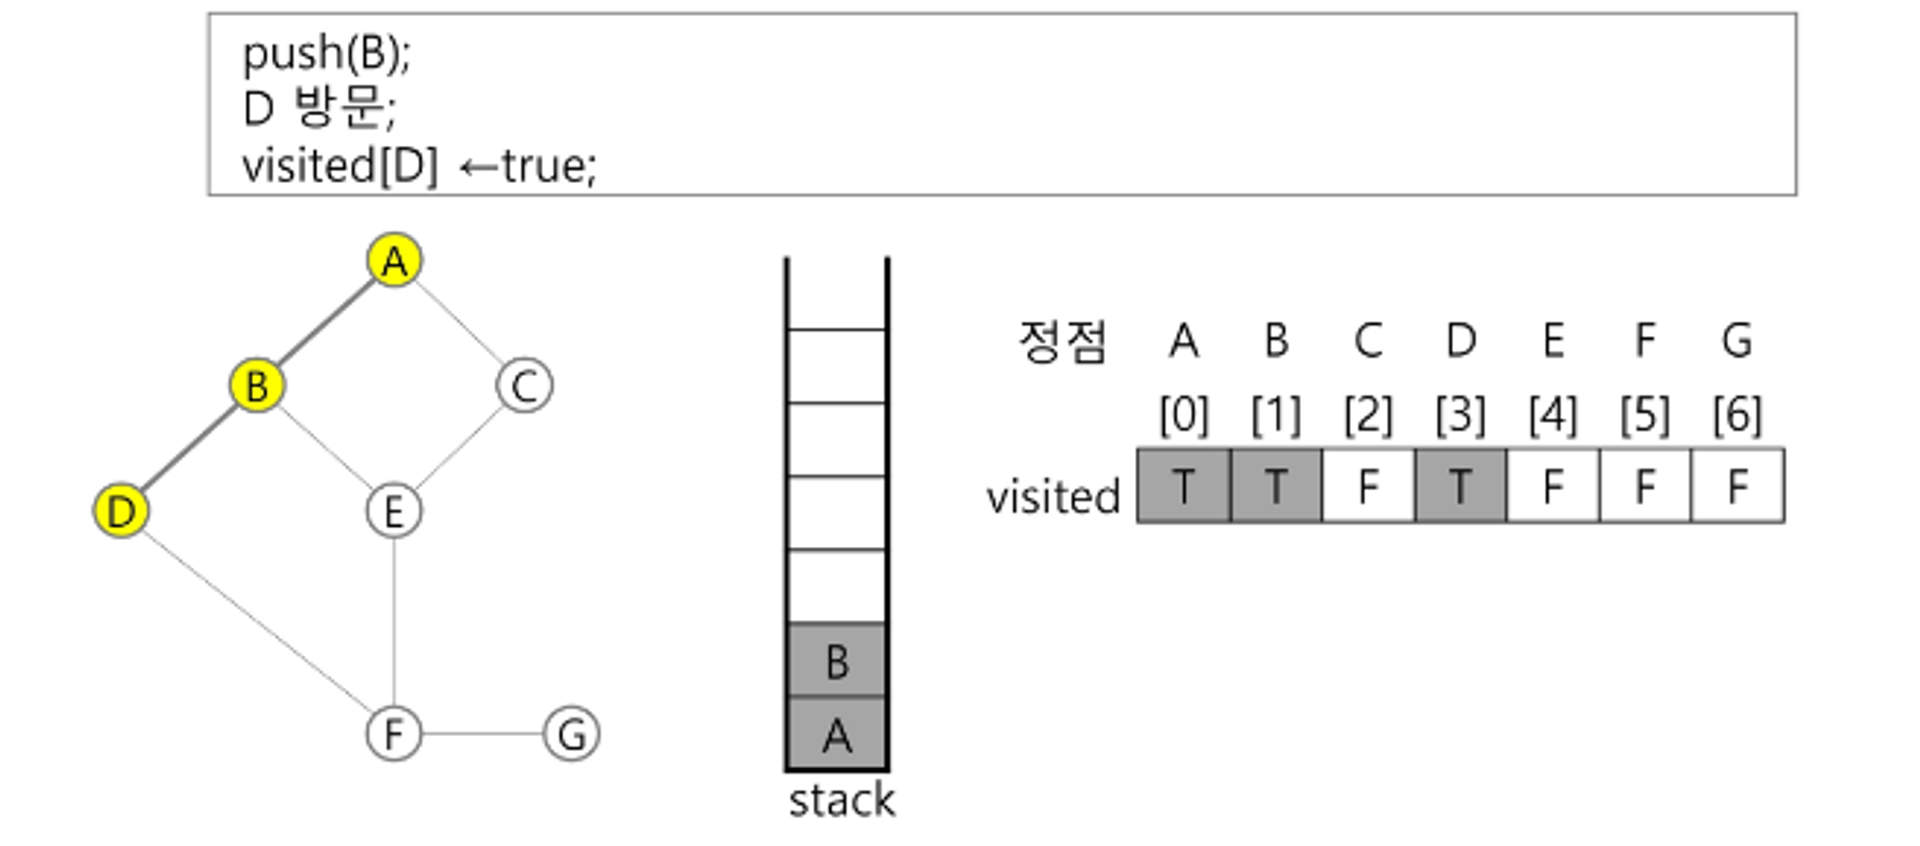 push(B);
D 방문;
visited[D] ←true;
A
B
C
D
E
F
G
B
A
stack
정점 A B C D E F G
[0] [1] [2] [3] [4] [5] [6]
visited T T F T F F F